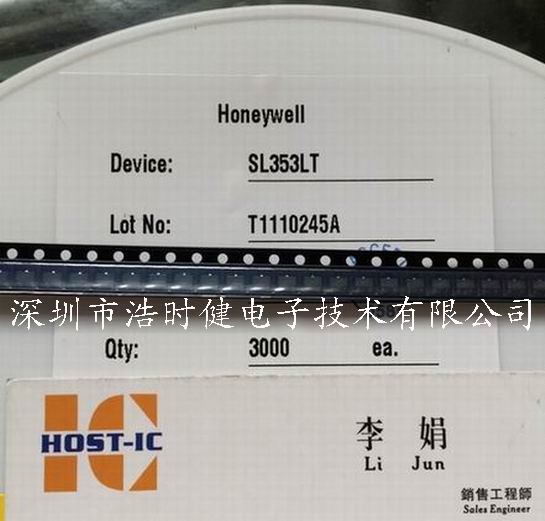 Honeywell
Device: SL353LT
Lot No: T1110245A
深圳市浩时健电子技术有限公司
Qty: 3000 ea.
IC
HOST-IC
李 娟
Li Jun
銷售工程師
Sales Engineer